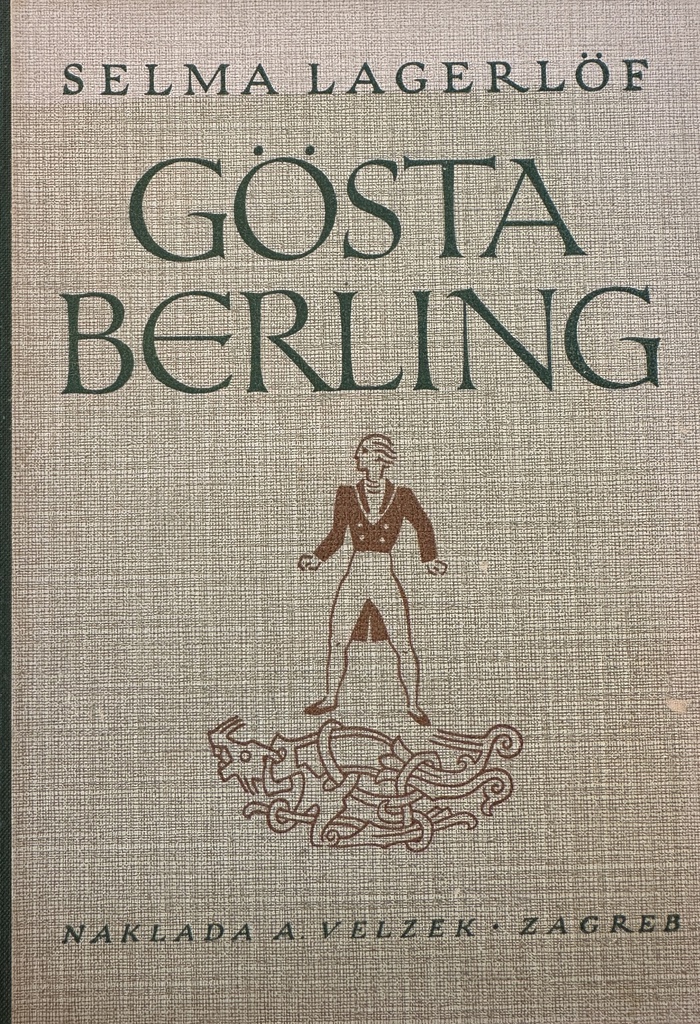 SELMA LAGERLÖF
GÖSTA
BERLING
NAKLADA A. VELZEK · ZAGREB